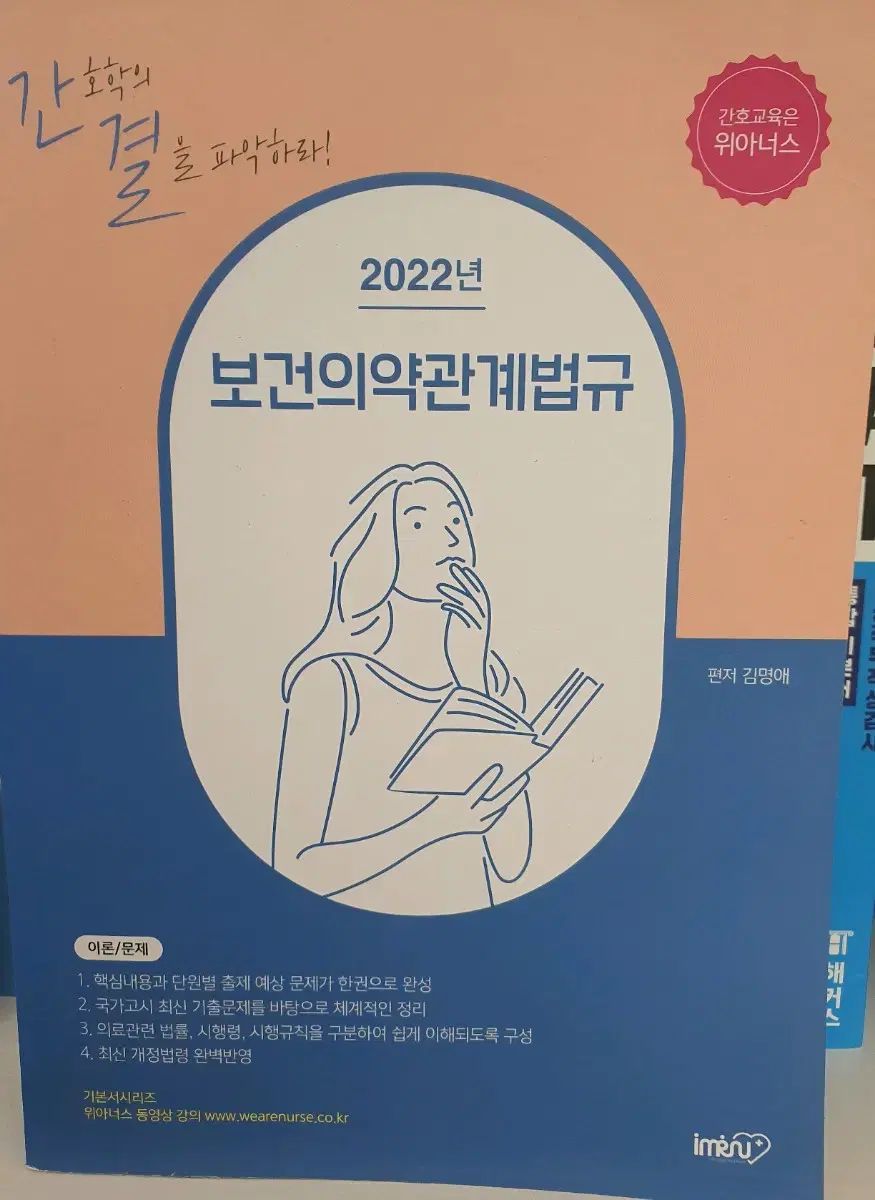 간호학의
결을 파악하라!
간호교육은
위아너스
2022년
보건의약관계법규
편저 김명애
이론/문제
1. 핵심내용과 단원별 출제 예상 문제가 한권으로 완성
2. 국가고시 최신 기출문제를 바탕으로 체계적인 정리
3. 의료관련 법률, 시행령, 시행규칙을 구분하여 쉽게 이해되도록 구성
4. 최신 개정법령 완벽반영
기본서시리즈
위아너스 동영상 강의 www.wearenurse.co.kr
imrnu
해커스